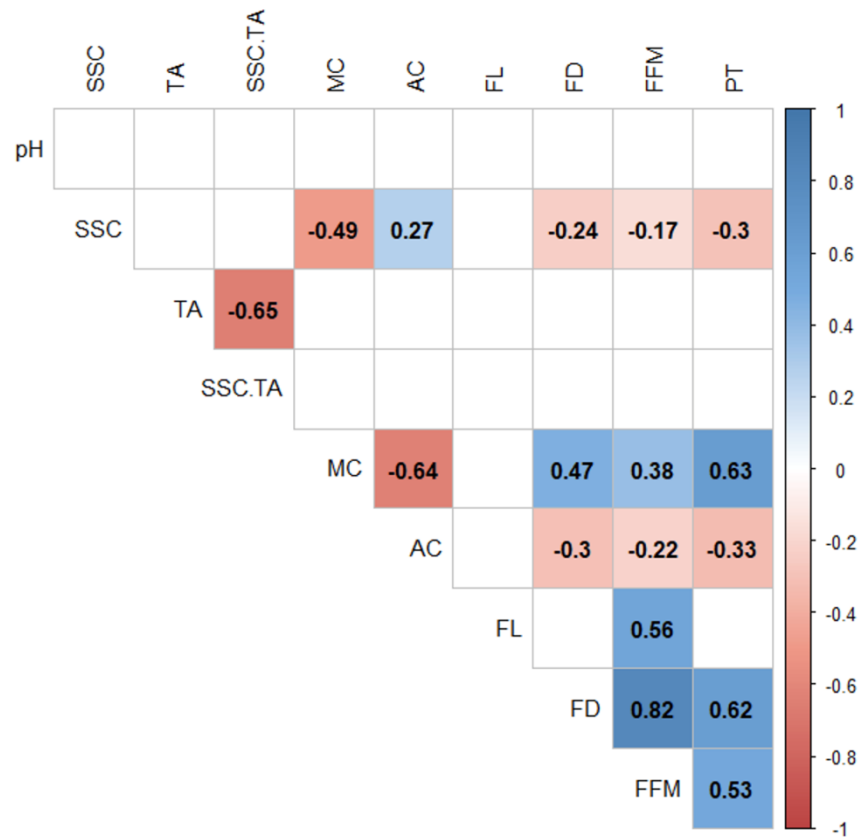 SSC TA SSC.TA MC AC FL FD FFM PT
pH
SSC -0.49 0.27 -0.24 -0.17 -0.3
TA -0.65
SSC.TA
MC -0.64 0.47 0.38 0.63
AC -0.3 -0.22 -0.33
FL 0.56
FD 0.82 0.62
FFM 0.53
1
0.8
0.6
0.4
0.2
0
-0.2
-0.4
-0.6
-0.8
-1